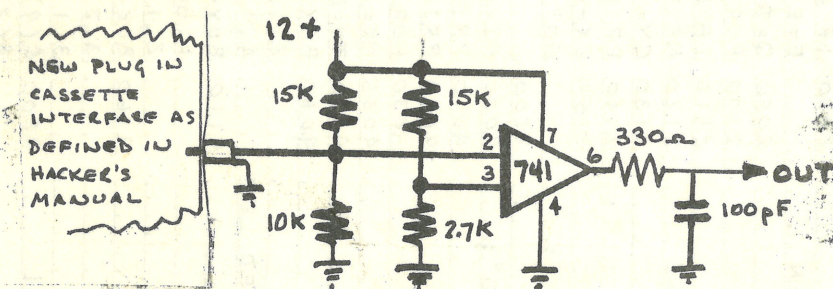 12+
NEW PLUG IN
CASSETTE
INTERFACE AS
DEFINED IN
HACKER'S
MANUAL
15K
15K
10K
2.7K
2
3
741
7
6
4
330Ω
OUT
100pF